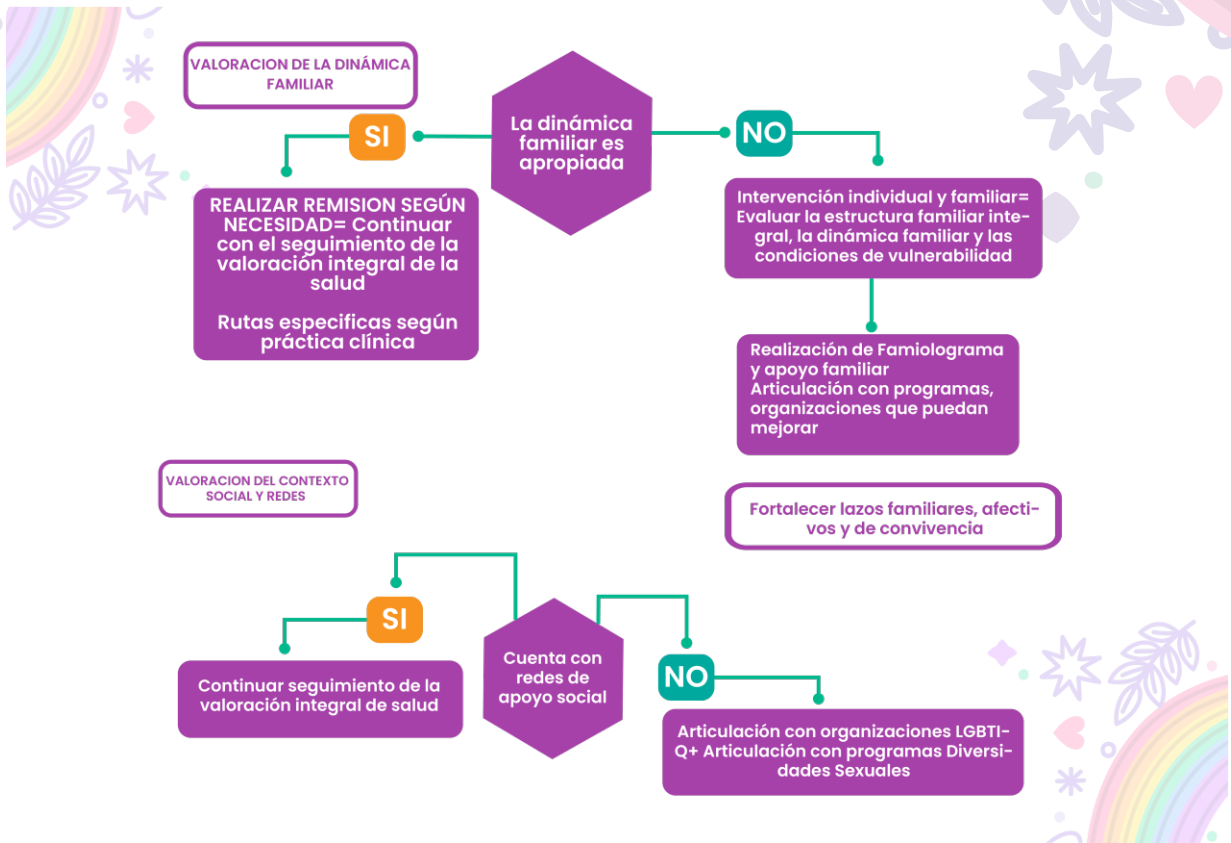 VALORACION DE LA DINÁMICA
FAMILIAR
La dinámica
familiar es
apropiada
SI
NO
REALIZAR REMISION SEGÚN
NECESIDAD= Continuar
con el seguimiento de la
valoración integral de la
salud
Rutas especificas según
práctica clínica
Intervención individual y familiar=
Evaluar la estructura familiar inte-
gral, la dinámica familiar y las
condiciones de vulnerabilidad
Realización de Famiolograma
y apoyo familiar
Articulación con programas,
organizaciones que puedan
mejorar
Fortalecer lazos familiares, afecti-
vos y de convivencia
VALORACION DEL CONTEXTO
SOCIAL Y REDES
Cuenta con
redes de
apoyo social
SI
NO
Continuar seguimiento de la
valoración integral de salud
Articulación con organizaciones LGBTI-
Q+ Articulación con programas Diversi-
dades Sexuales